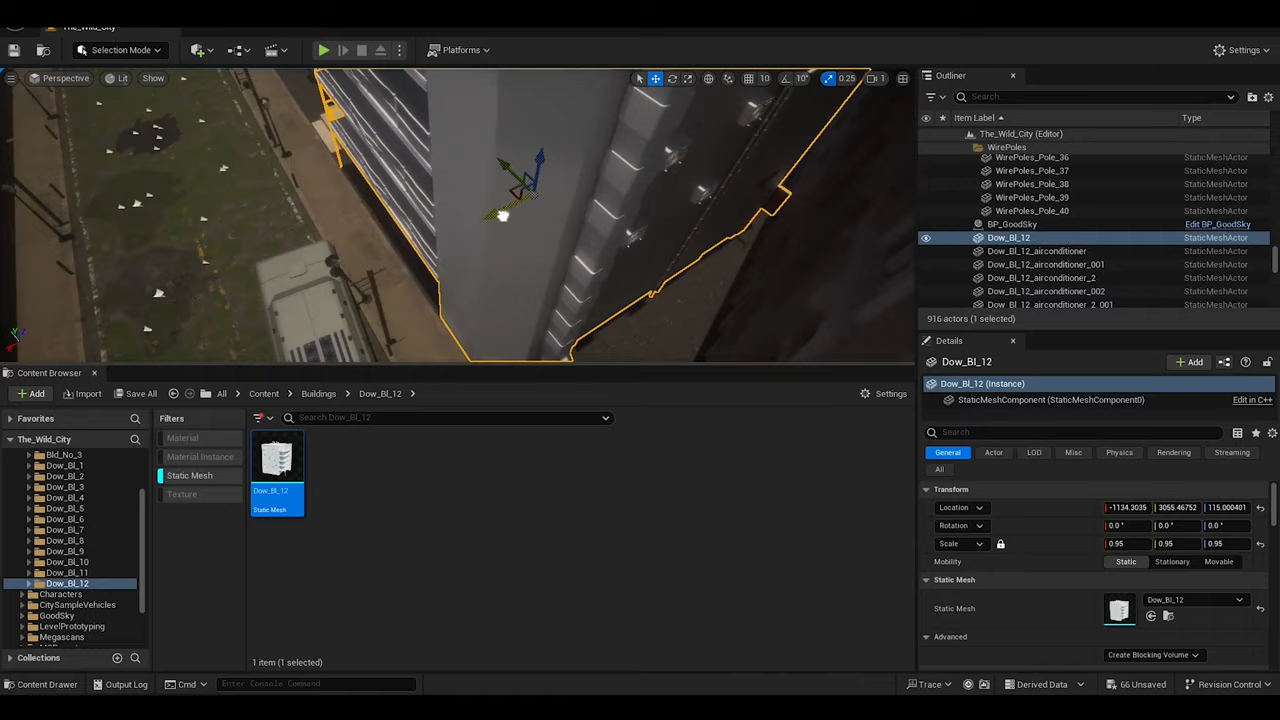 The_Wild_City
Selection Mode
Platforms
Settings
Perspective
Lit
Show
10
10°
0.25
1
Outliner
Search
Item Label
Type
The_Wild_City (Editor)
WirePoles
WirePoles_Pole_36 StaticMeshActor
WirePoles_Pole_37 StaticMeshActor
WirePoles_Pole_38 StaticMeshActor
WirePoles_Pole_39 StaticMeshActor
WirePoles_Pole_40 StaticMeshActor
BP_GoodSky Edit BP_GoodSky
Dow_Bl_12 StaticMeshActor
Dow_Bl_12_airconditioner StaticMeshActor
Dow_Bl_12_airconditioner_001 StaticMeshActor
Dow_Bl_12_airconditioner_2 StaticMeshActor
Dow_Bl_12_airconditioner_002 StaticMeshActor
Dow_Bl_12_airconditioner_2_001 StaticMeshActor
916 actors (1 selected)
Details
Dow_Bl_12
Add
Dow_Bl_12 (Instance)
StaticMeshComponent (StaticMeshComponent0) Edit in C++
Search
General Actor LOD Misc Physics Rendering Streaming
All
Transform
Location -1134.3035 3055.46752 115.000401
Rotation 0.0 ° 0.0 ° 0.0 °
Scale 0.95 0.95 0.95
Mobility Static Stationary Movable
Static Mesh
Static Mesh Dow_Bl_12
Advanced
Create Blocking Volume
Content Browser
Add Import Save All All Content Buildings Dow_Bl_12 Settings
Favorites
The_Wild_City
Bld_No_3
Dow_Bl_1
Dow_Bl_2
Dow_Bl_3
Dow_Bl_4
Dow_Bl_5
Dow_Bl_6
Dow_Bl_7
Dow_Bl_8
Dow_Bl_9
Dow_Bl_10
Dow_Bl_11
Dow_Bl_12
Characters
CitySampleVehicles
GoodSky
LevelPrototyping
Megascans
Collections
Filters
Material
Material Instance
Static Mesh
Texture
Search Dow_Bl_12
Dow_Bl_12
Static Mesh
1 item (1 selected)
Content Drawer Output Log Cmd Enter Console Command Trace Derived Data 66 Unsaved Revision Control